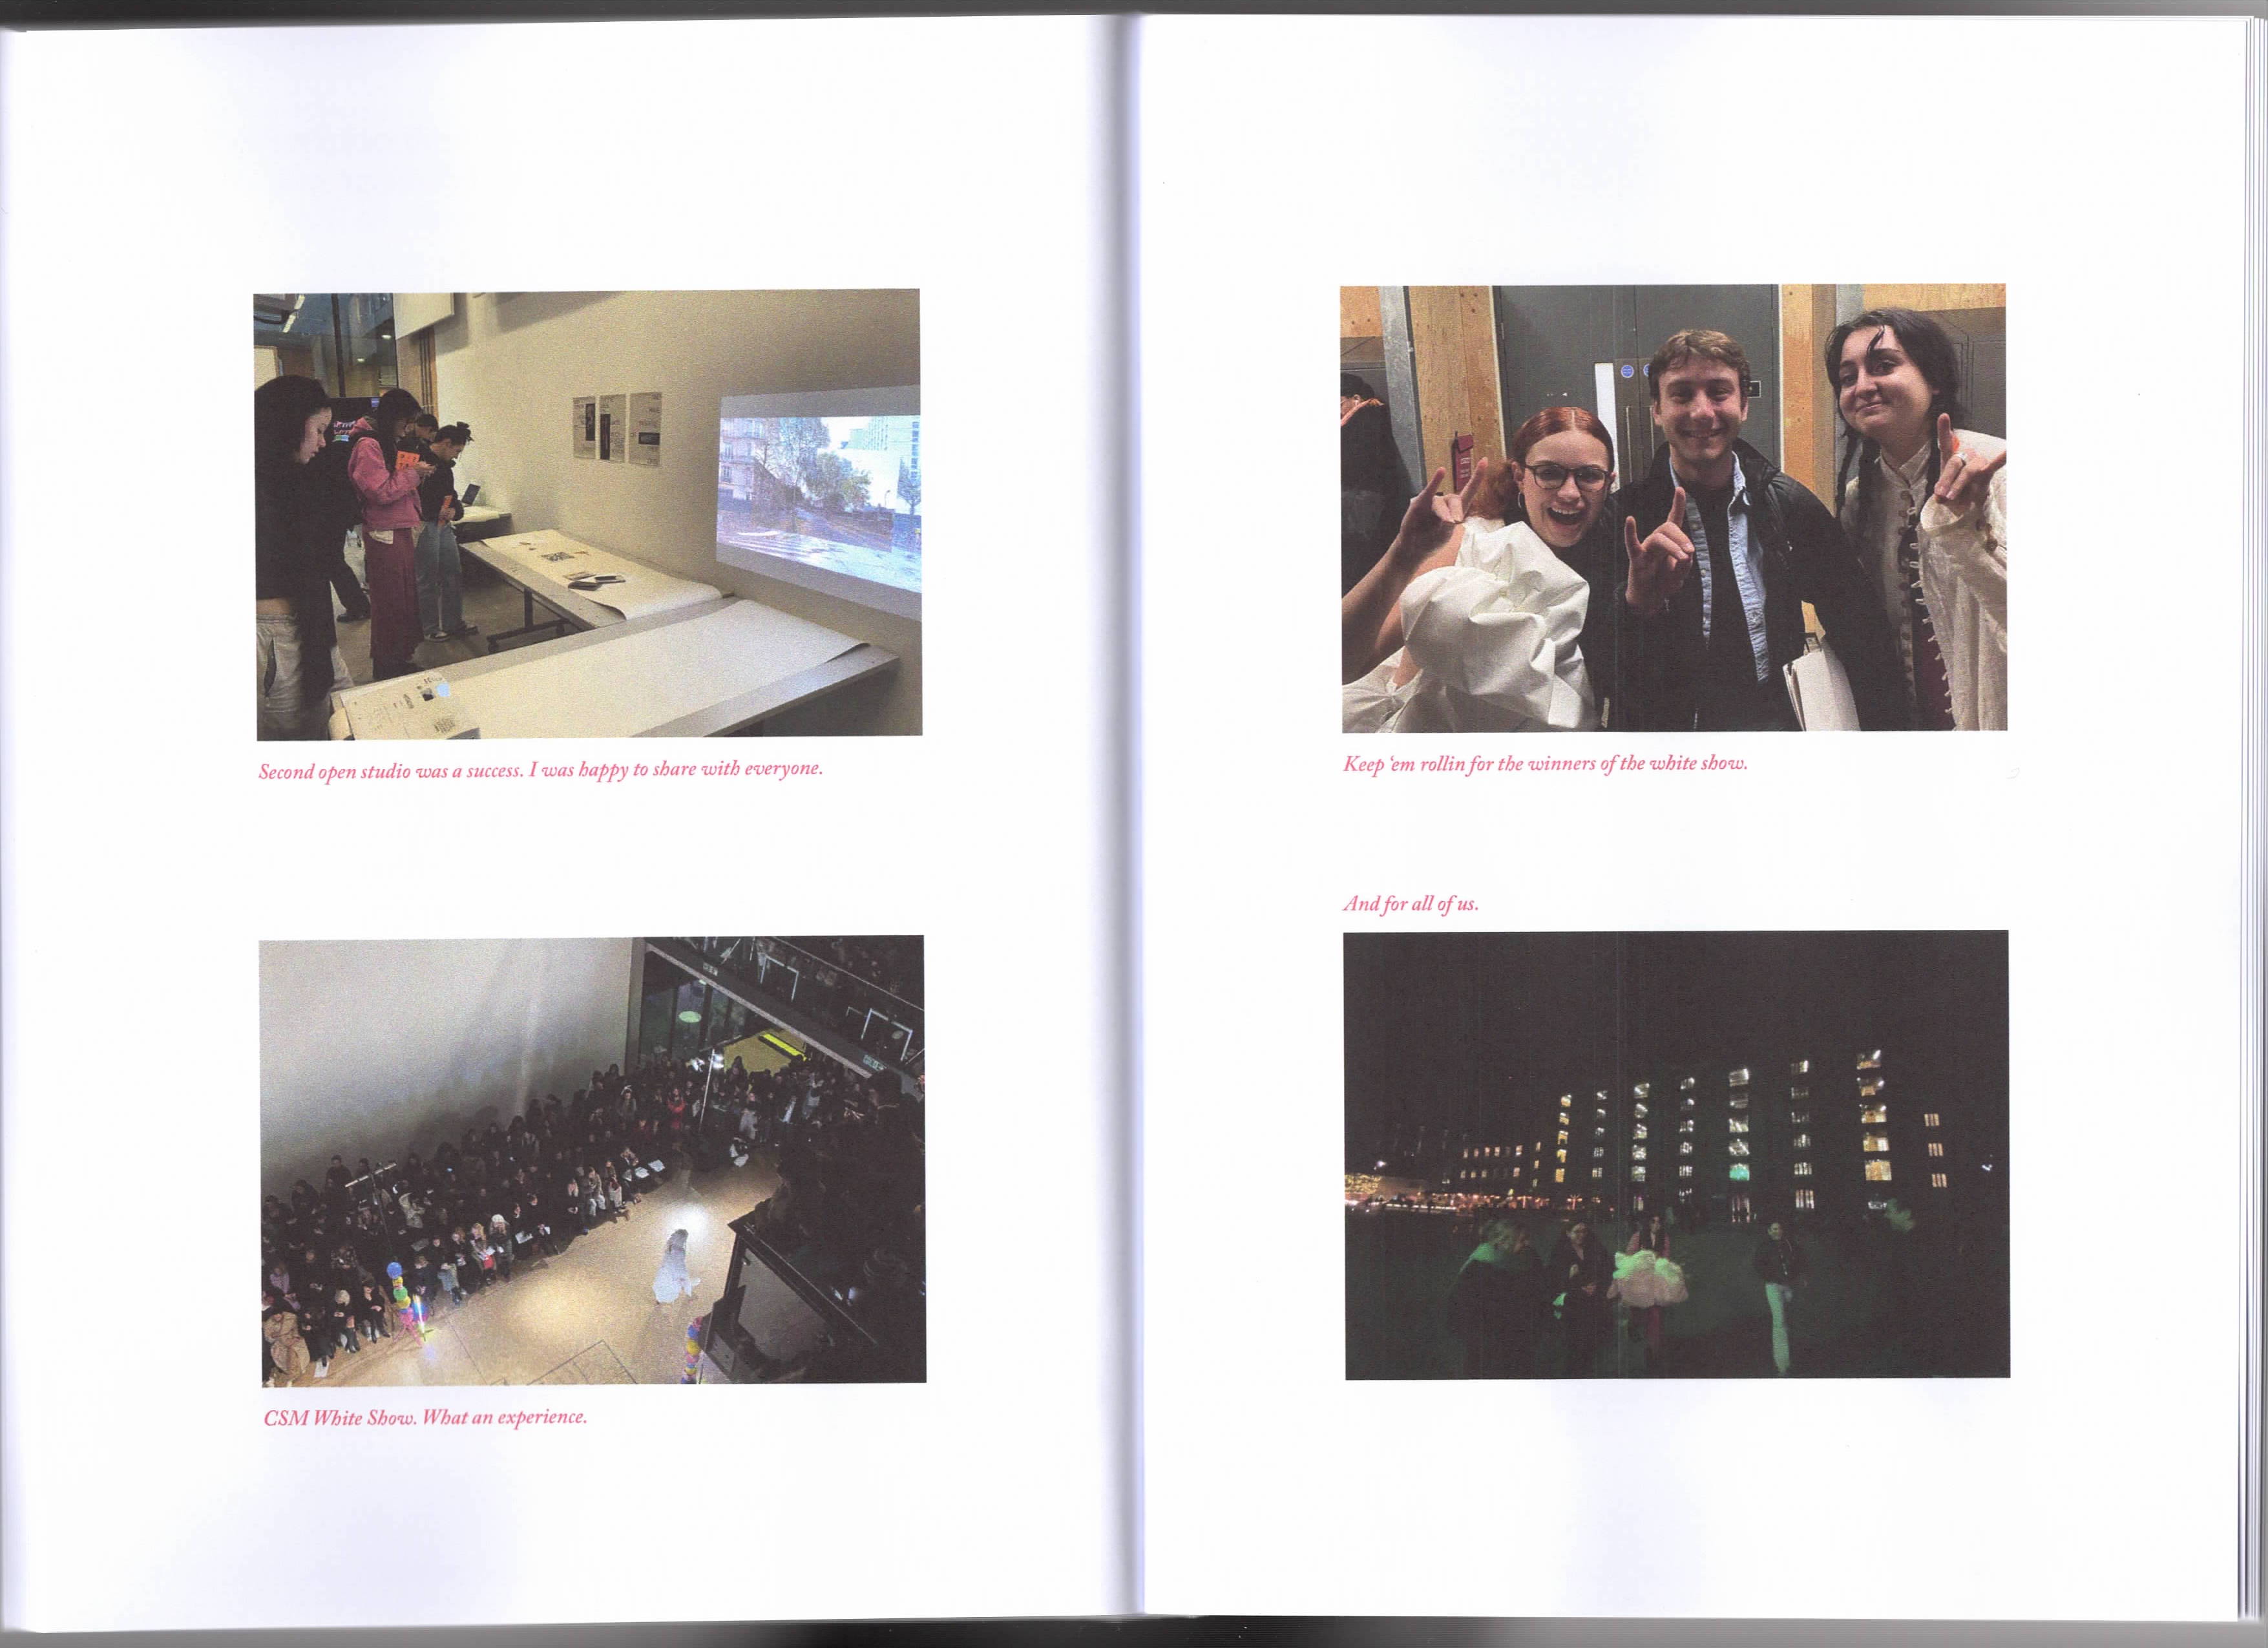 Second open studio was a success. I was happy to share with everyone.
CSM White Show. What an experience.
Keep ‘em rollin for the winners of the white show.
And for all of us.